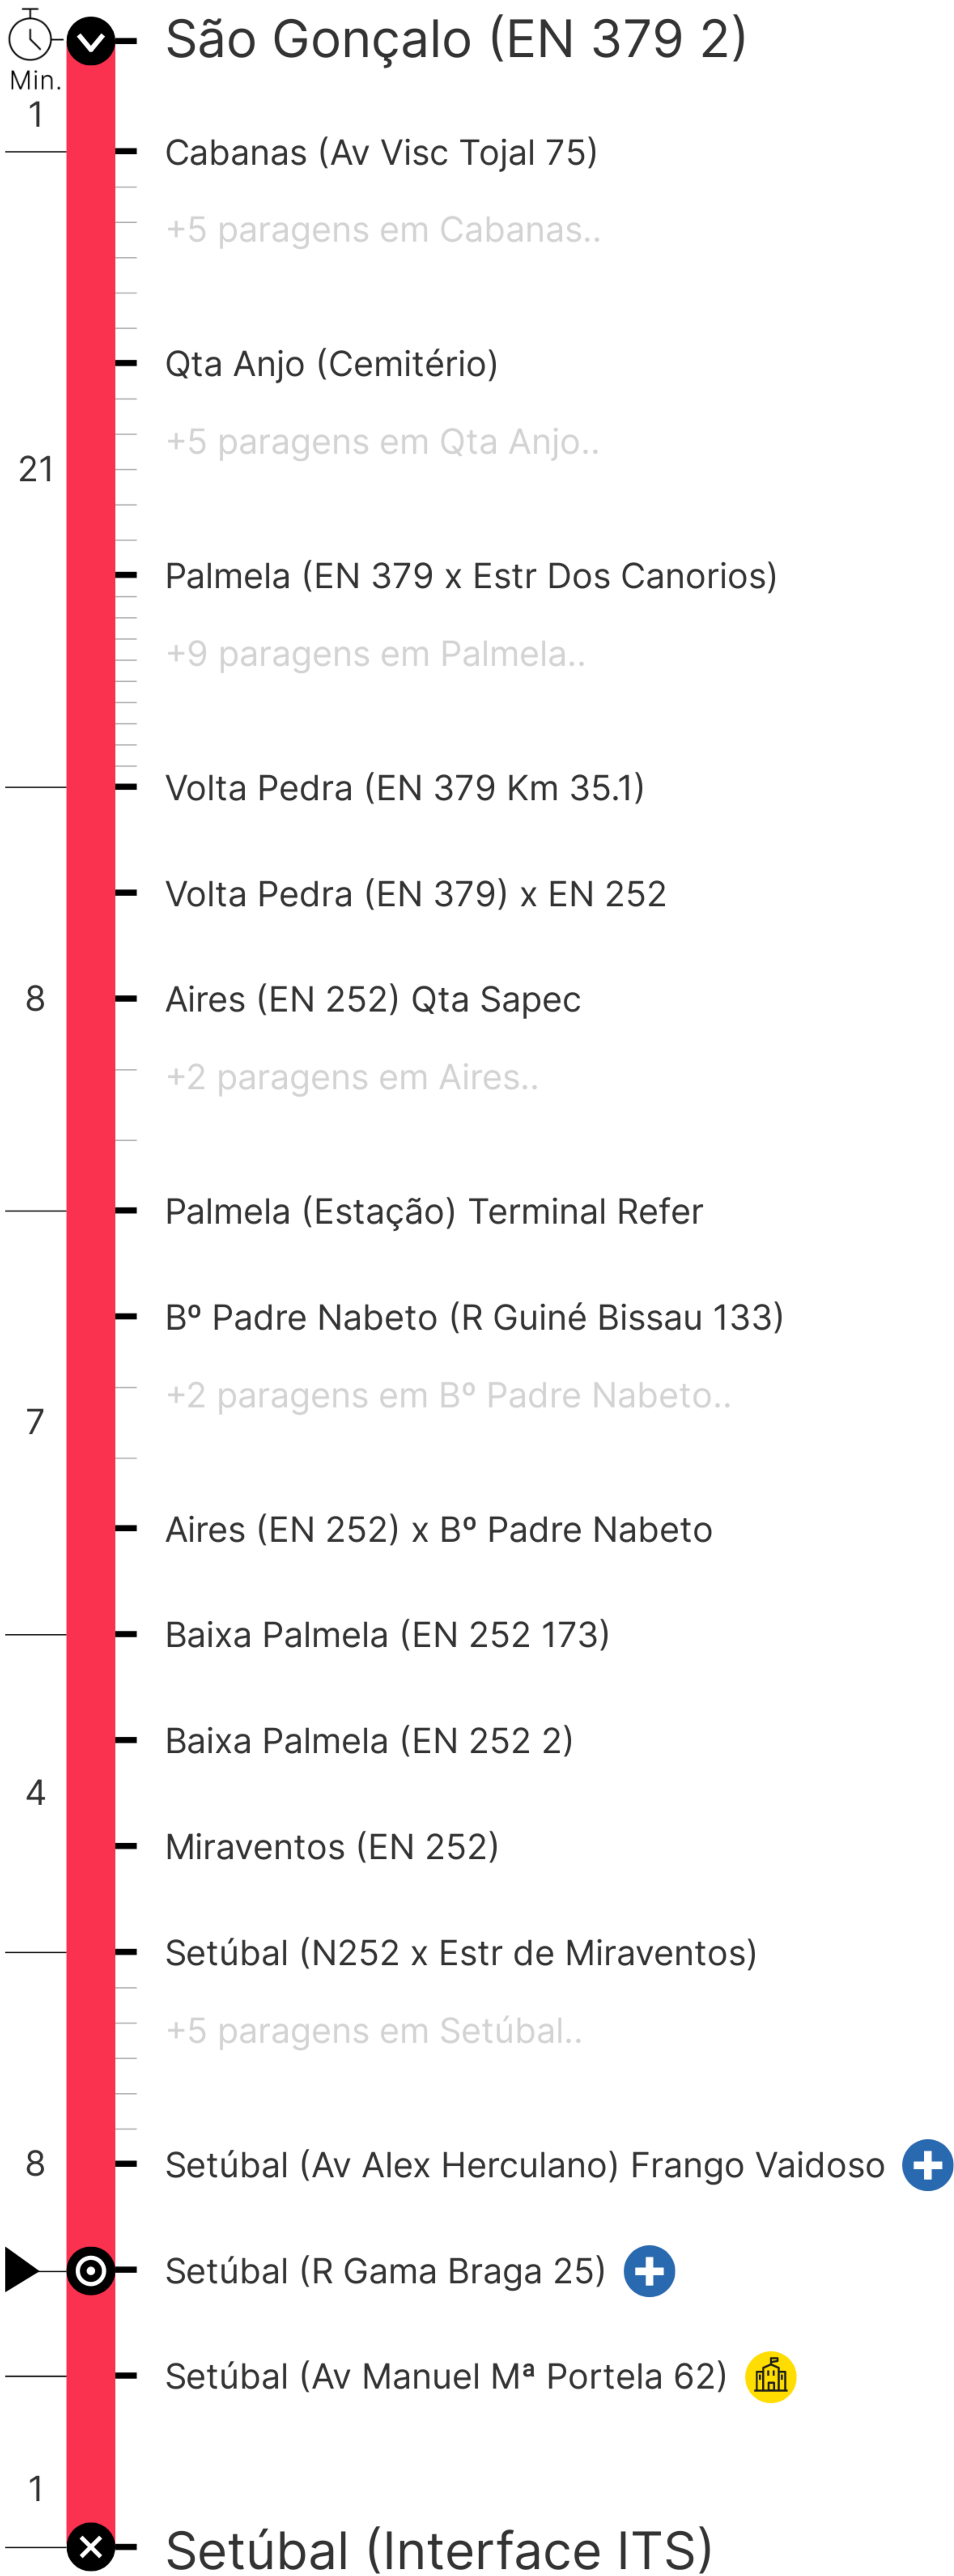 São Gonçalo (EN 379 2)
Min.
1
Cabanas (Av Visc Tojal 75)
+5 paragens em Cabanas..
Qta Anjo (Cemitério)
+5 paragens em Qta Anjo..
21
Palmela (EN 379 x Estr Dos Canorios)
+9 paragens em Palmela..
Volta Pedra (EN 379 Km 35.1)
Volta Pedra (EN 379) x EN 252
8
Aires (EN 252) Qta Sapec
+2 paragens em Aires..
Palmela (Estação) Terminal Refer
Bº Padre Nabeto (R Guiné Bissau 133)
+2 paragens em Bº Padre Nabeto..
7
Aires (EN 252) x Bº Padre Nabeto
Baixa Palmela (EN 252 173)
Baixa Palmela (EN 252 2)
4
Miraventos (EN 252)
Setúbal (N252 x Estr de Miraventos)
+5 paragens em Setúbal..
8
Setúbal (Av Alex Herculano) Frango Vaidoso
Setúbal (R Gama Braga 25)
Setúbal (Av Manuel Mª Portela 62)
1
Setúbal (Interface ITS)